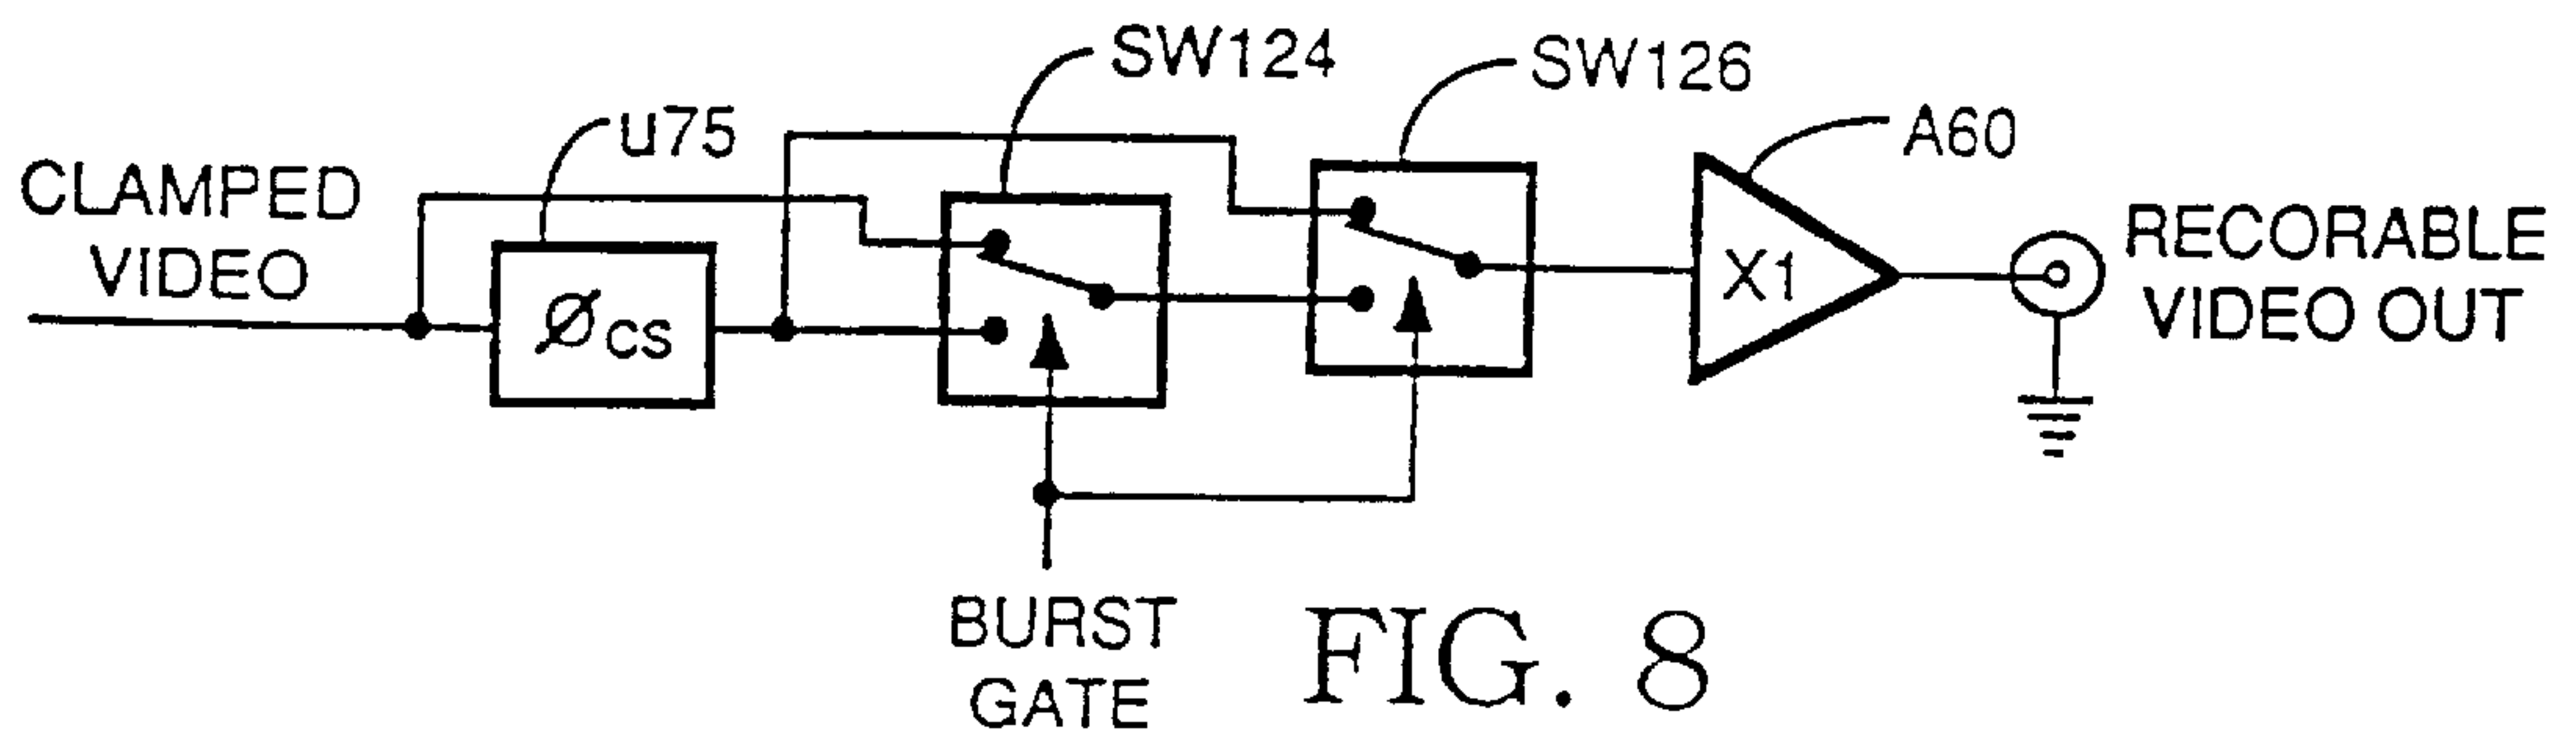 SW124
SW126
u75
A60
CLAMPED
VIDEO
RECORABLE
VIDEO OUT
ØCS
X1
BURST
GATE
FIG. 8